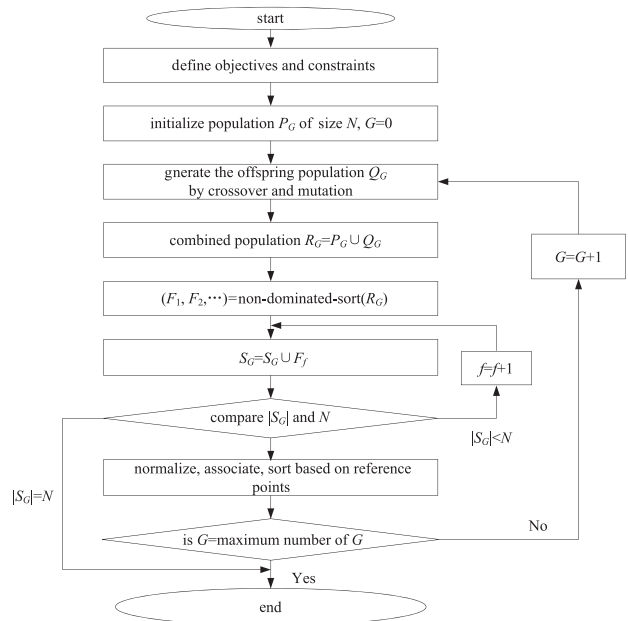 start
define objectives and constraints
initialize population P_G of size N, G=0
gnerate the offspring population Q_G
by crossover and mutation
combined population R_G=P_G∪Q_G
G=G+1
(F_1, F_2,⋯)=non-dominated-sort(R_G)
S_G=S_G∪F_f
f=f+1
compare |S_G| and N
|S_G|<N
normalize, associate, sort based on reference
points
|S_G|=N
No
is G=maximum number of G
Yes
end